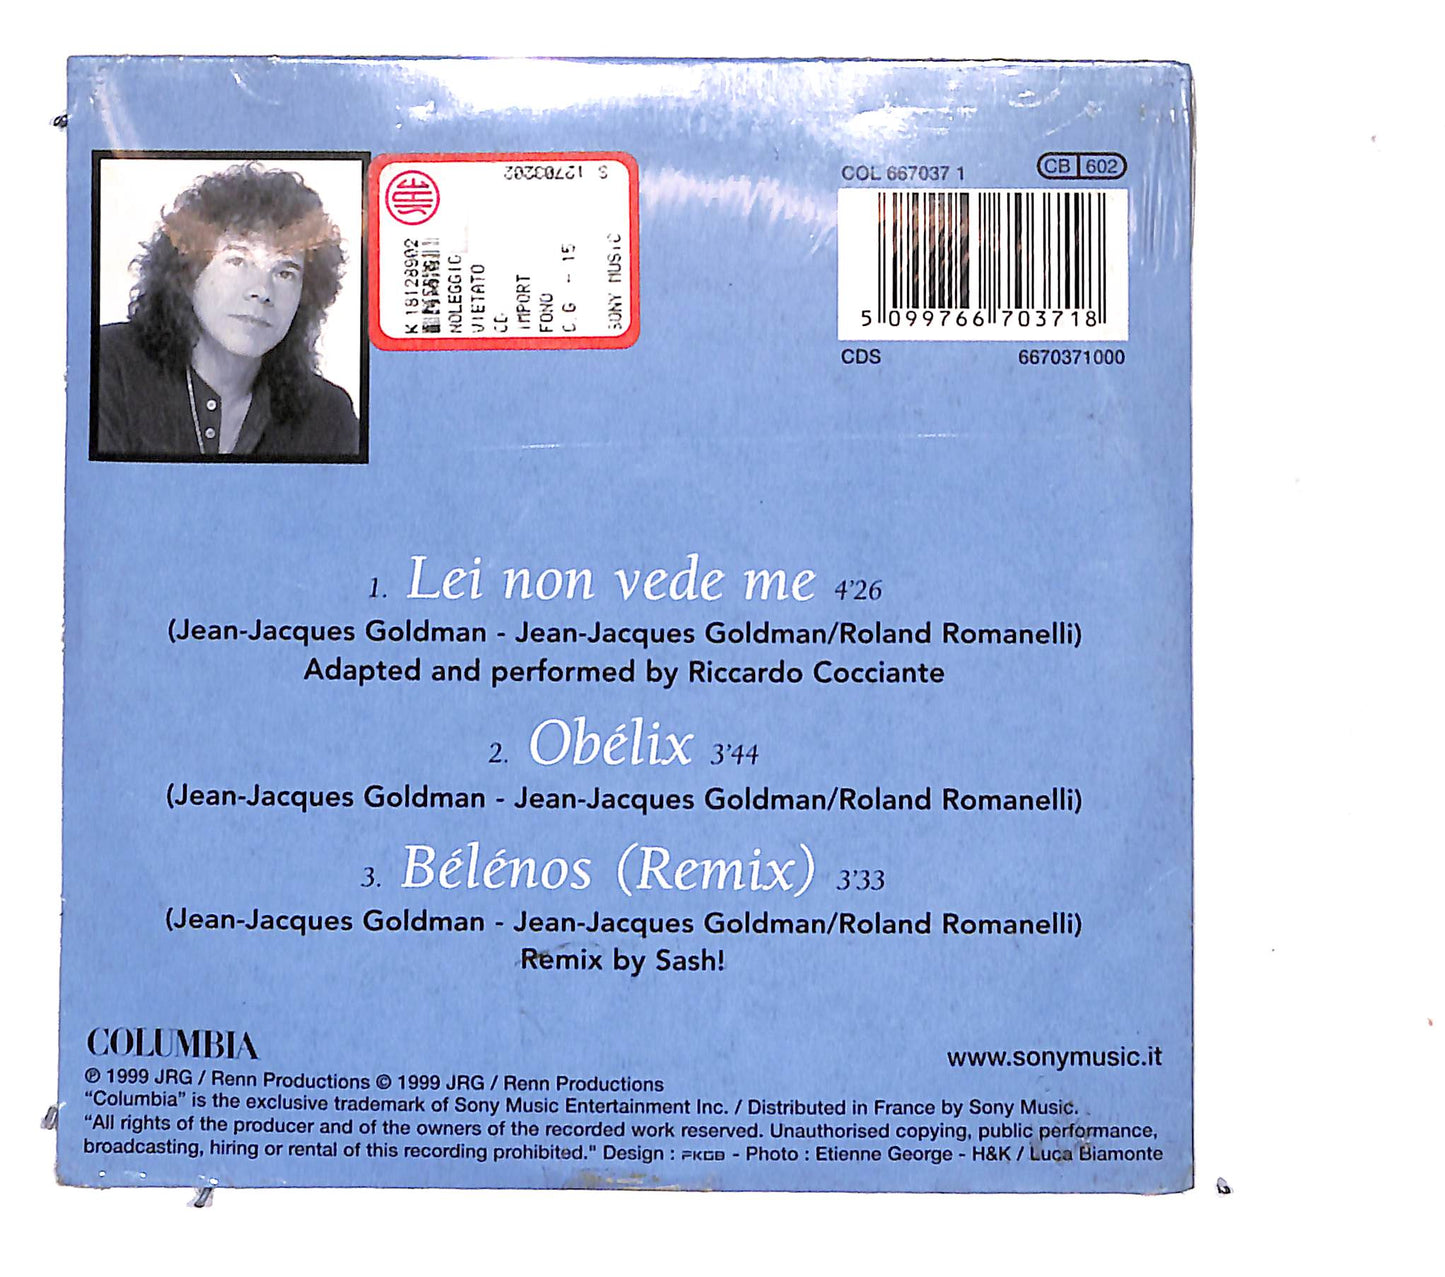 SIAE
S 12703202
K 18128902
NOLEGGIO
VIETATO
CD
IMPORT
FONO
C.G - 15
SONY MUSIC
COL 667037 1
CB 602
5 099766 703718
CDS 6670371000
1. Lei non vede me 4'26
(Jean-Jacques Goldman - Jean-Jacques Goldman/Roland Romanelli)
Adapted and performed by Riccardo Cocciante
2. Obélix 3'44
(Jean-Jacques Goldman - Jean-Jacques Goldman/Roland Romanelli)
3. Bélénos (Remix) 3'33
(Jean-Jacques Goldman - Jean-Jacques Goldman/Roland Romanelli)
Remix by Sash!
COLUMBIA
www.sonymusic.it
℗ 1999 JRG / Renn Productions © 1999 JRG / Renn Productions
“Columbia” is the exclusive trademark of Sony Music Entertainment Inc. / Distributed in France by Sony Music.
“All rights of the producer and of the owners of the recorded work reserved. Unauthorised copying, public performance,
broadcasting, hiring or rental of this recording prohibited." Design : FKGB - Photo : Etienne George - H&K / Luca Biamonte